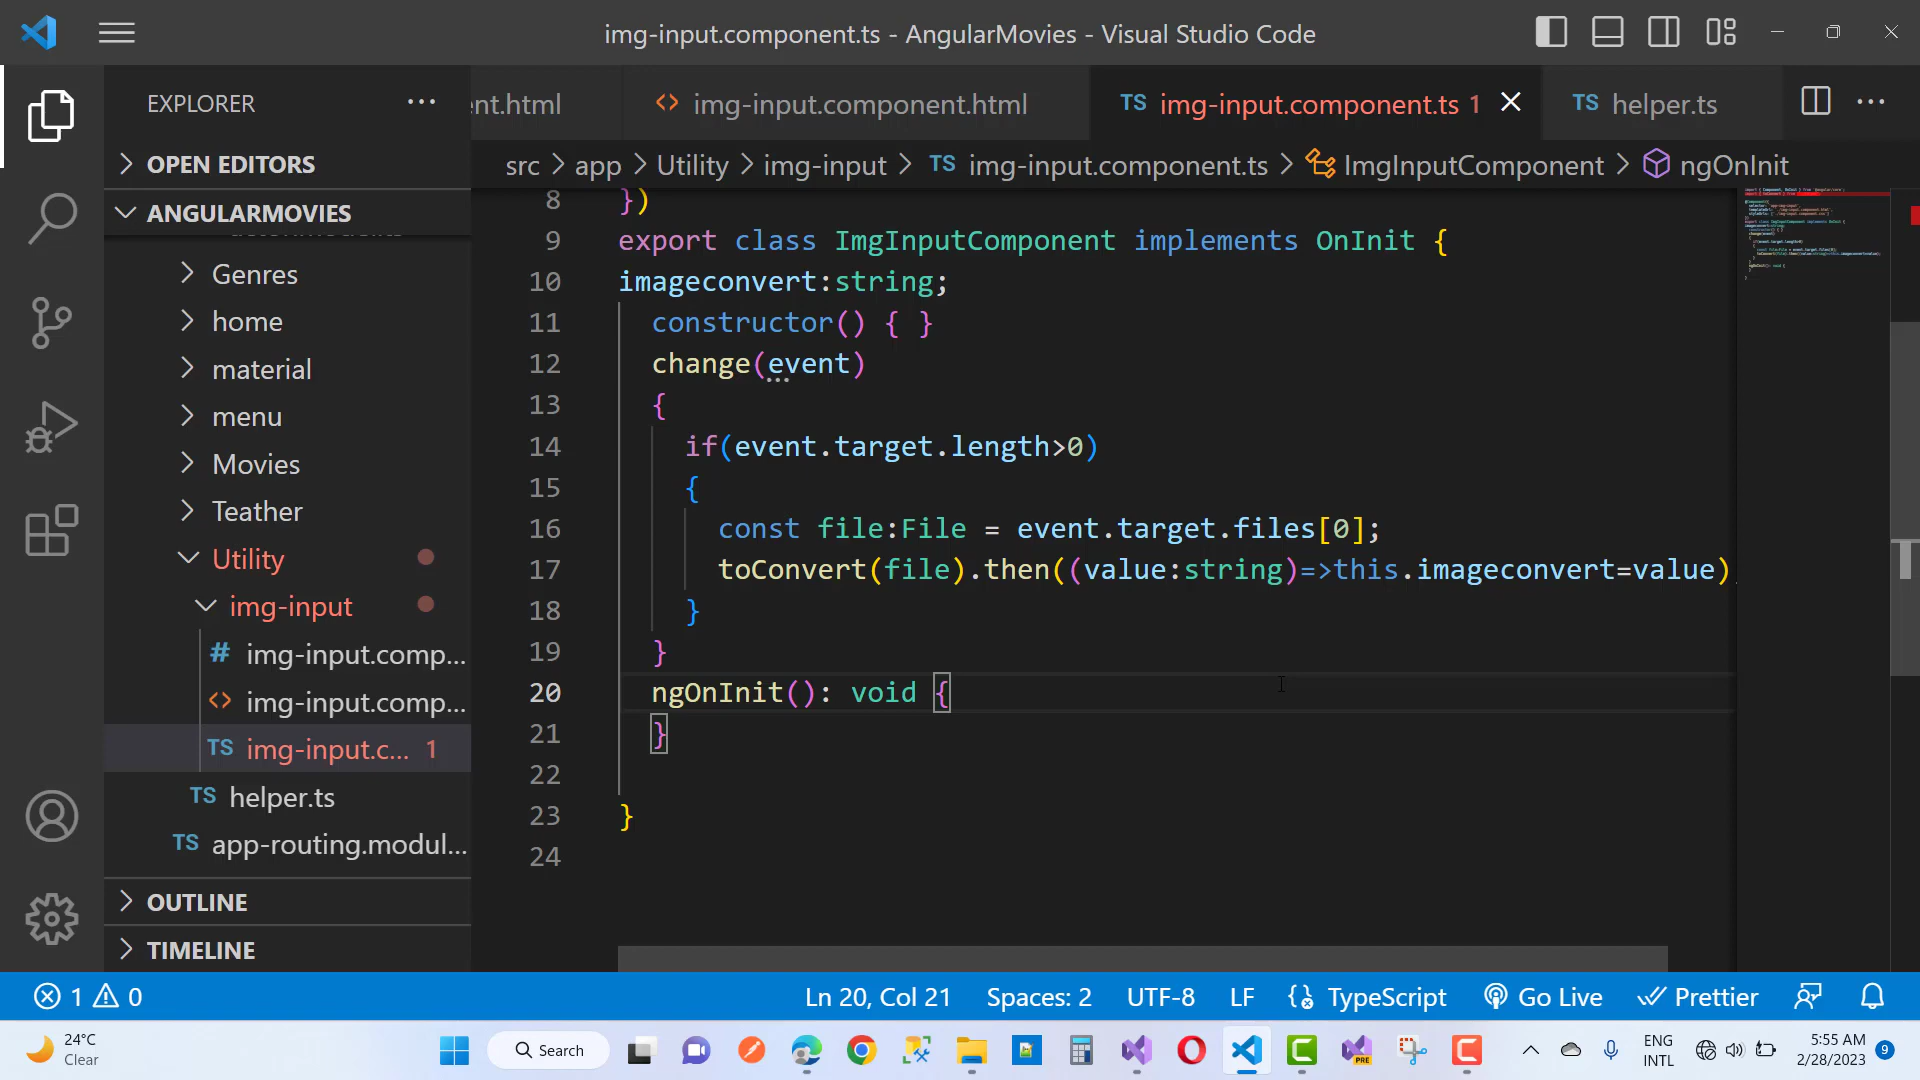 img-input.component.ts - AngularMovies - Visual Studio Code
EXPLORER
ent.html
img-input.component.html
TS img-input.component.ts 1
TS helper.ts
src > app > Utility > img-input > TS img-input.component.ts > ImgInputComponent > ngOnInit
OPEN EDITORS
ANGULARMOVIES
Genres
home
material
menu
Movies
Teather
Utility
img-input
# img-input.comp...
<> img-input.comp...
TS img-input.c... 1
TS helper.ts
TS app-routing.modul...
OUTLINE
TIMELINE
8 })
9 export class ImgInputComponent implements OnInit {
10 imageconvert:string;
11 constructor() { }
12 change(event)
13 {
14 if(event.target.length>0)
15 {
16 const file:File = event.target.files[0];
17 toConvert(file).then((value:string)=>this.imageconvert=value)
18 }
19 }
20 ngOnInit(): void {
21 }
22
23 }
24
1 0
Ln 20, Col 21
Spaces: 2
UTF-8
LF
TypeScript
Go Live
Prettier
24°C
Clear
Search
PRE
ENG
INTL
5:55 AM
2/28/2023
9